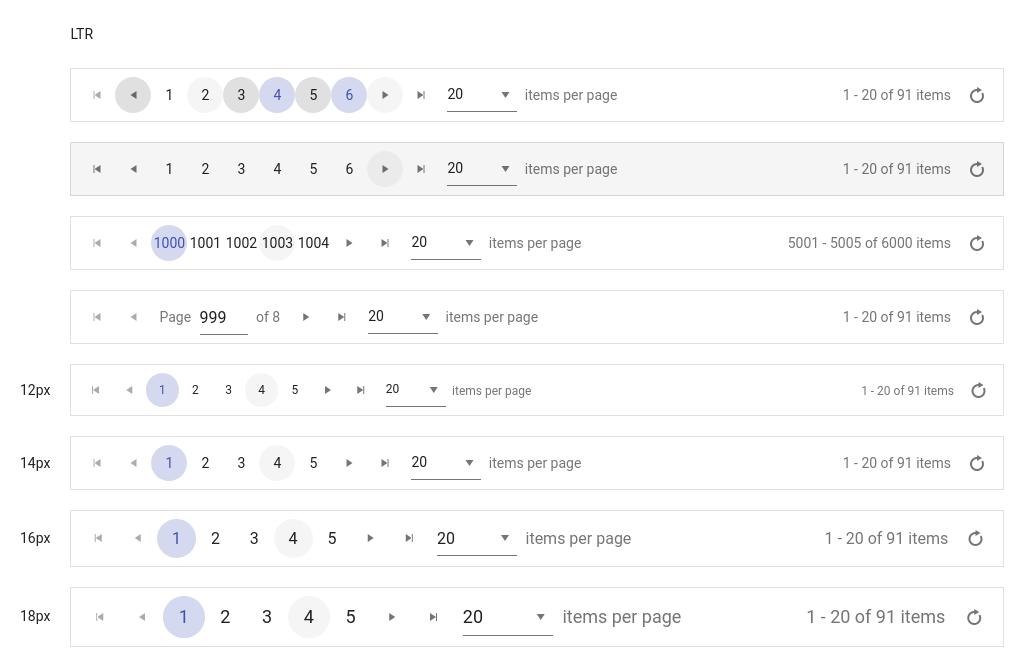 LTR
1 2 3 4 5 6 20 items per page 1 - 20 of 91 items
1 2 3 4 5 6 20 items per page 1 - 20 of 91 items
1000 1001 1002 1003 1004 20 items per page 5001 - 5005 of 6000 items
Page 999 of 8 20 items per page 1 - 20 of 91 items
12px 1 2 3 4 5 20 items per page 1 - 20 of 91 items
14px 1 2 3 4 5 20 items per page 1 - 20 of 91 items
16px 1 2 3 4 5 20 items per page 1 - 20 of 91 items
18px 1 2 3 4 5 20 items per page 1 - 20 of 91 items